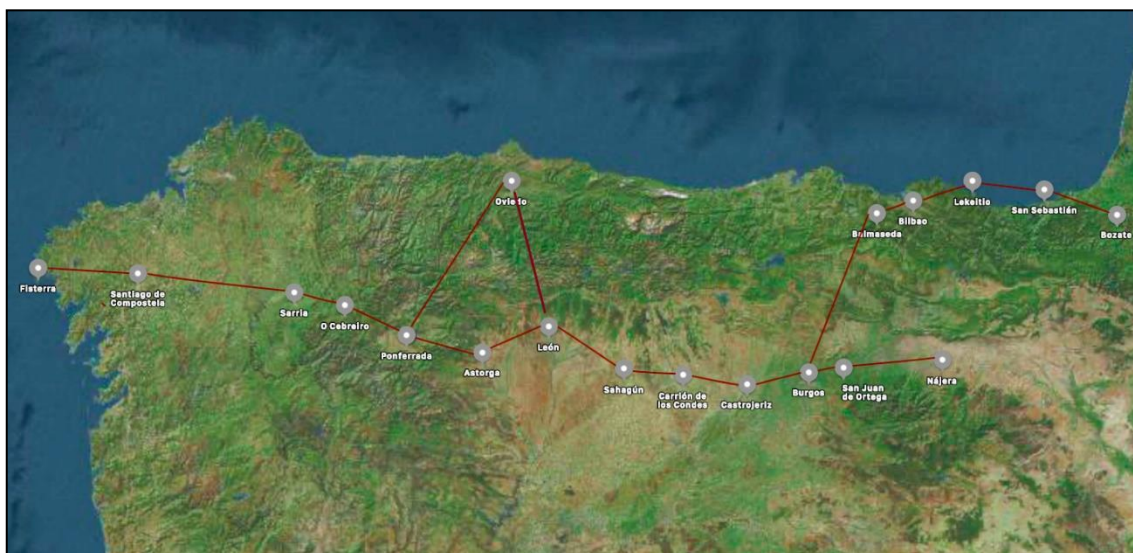 Oviedo
Lekeitio
San Sebastián
Bilbao
Balmaseda
Bozate
Fisterra
Santiago de
Compostela
Sarria
O Cebreiro
Ponferrada
León
Astorga
Sahagún
Carrión de
los Condes
Castrojeriz
Burgos
San Juan
de Ortega
Nájera